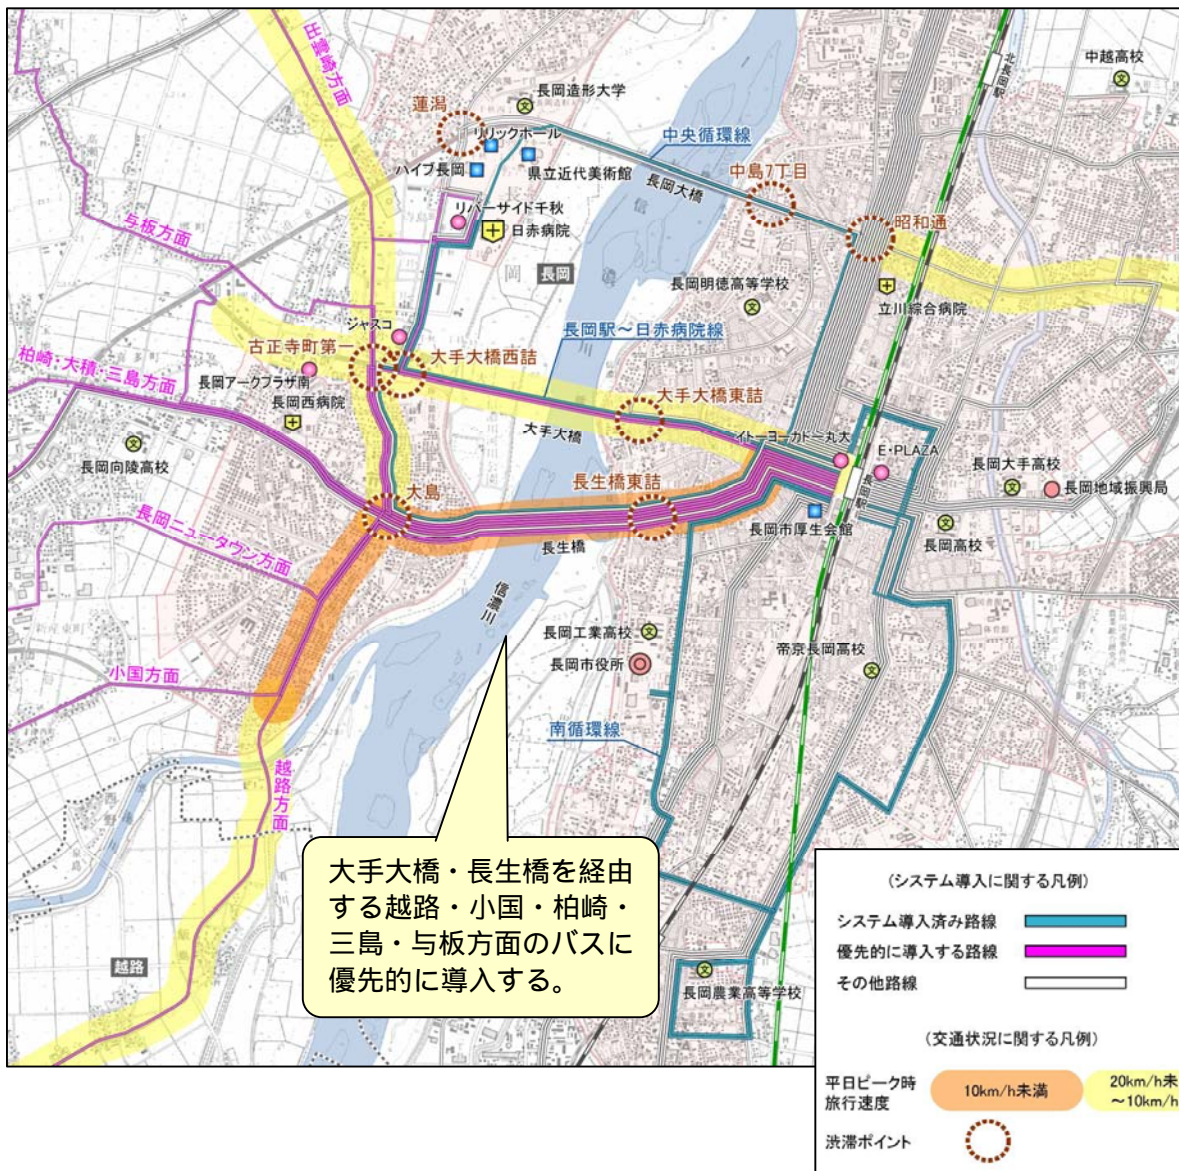 出雲崎方面
北長岡駅
中越高校
長岡造形大学
蓮潟
リリックホール
中央循環線
ハイブ長岡
県立近代美術館
中島7丁目
長岡大橋
昭和通
与板方面
リバーサイド千秋
日赤病院
信
濃
川
岡
長岡
長岡明徳高等学校
立川綜合病院
ジャスコ
長岡駅～日赤病院線
古正寺町第一
大手大橋西詰
柏崎・大積・三島方面
長岡アークプラザ南
長岡西病院
大手大橋東詰
大手大橋
イトーヨーカドー丸大
E・PLAZA
長岡向陵高校
長岡大手高校
長岡地域振興局
大島
長生橋東詰
長岡駅
長岡ニュータウン方面
長生橋
長岡市厚生会館
長岡高校
信濃川
長岡工業高校
帝京長岡高校
長岡市役所
小国方面
南循環線
越路方面
大手大橋・長生橋を経由
する越路・小国・柏崎・
三島・与板方面のバスに
優先的に導入する。
越路
長岡農業高等学校
(システム導入に関する凡例)
システム導入済み路線
優先的に導入する路線
その他路線
(交通状況に関する凡例)
平日ピーク時
旅行速度
10km/h未満
20km/h未
～10km/h
渋滞ポイント